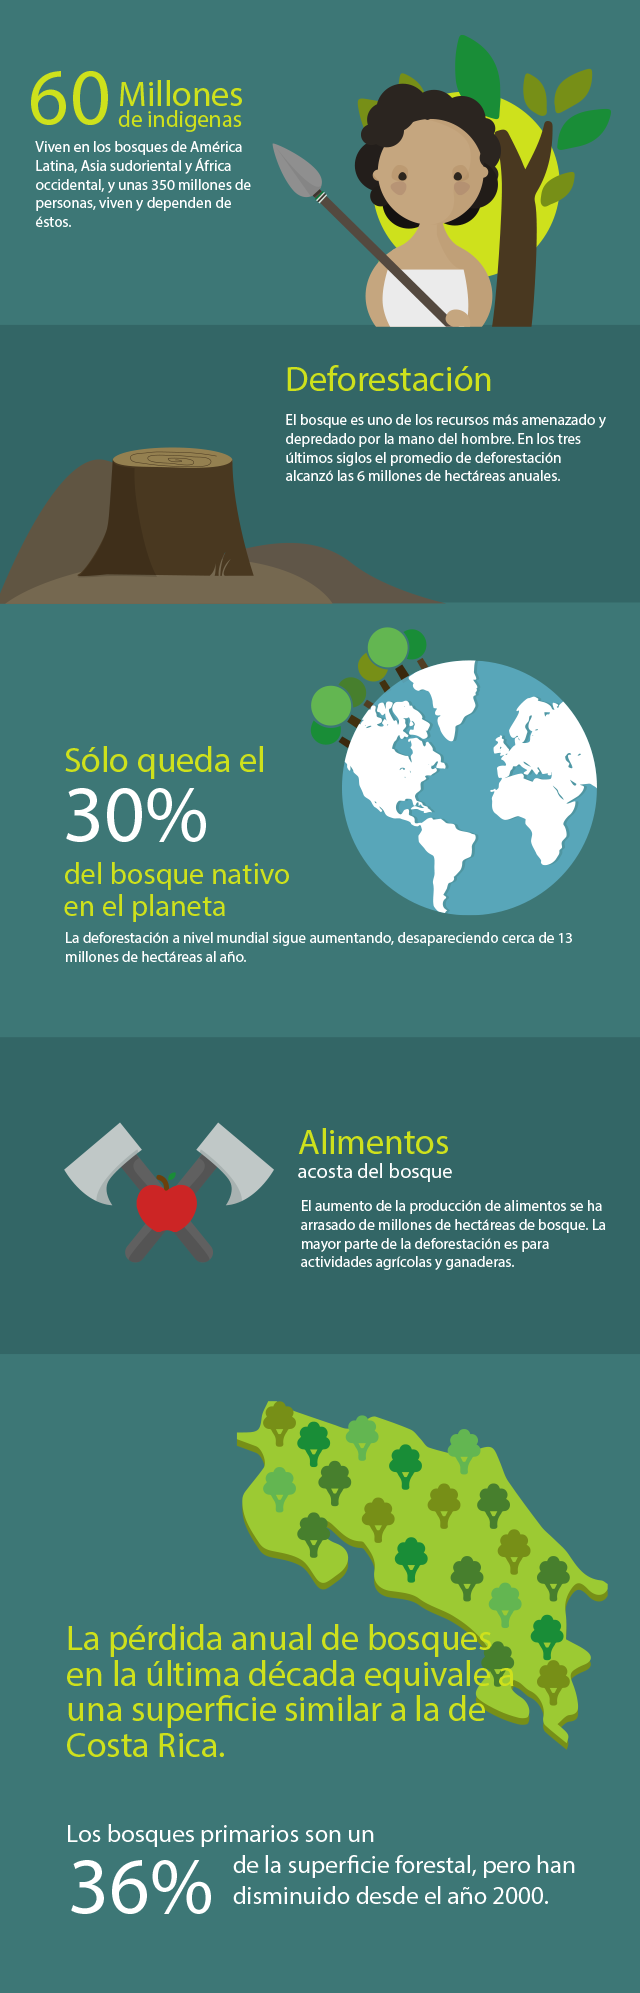 60 Millones
de indigenas
Viven en los bosques de América
Latina, Asia sudoriental y África
occidental, y unas 350 millones de
personas, viven y dependen de
éstos.
Deforestación
El bosque es uno de los recursos más amenazado y
depredado por la mano del hombre. En los tres
últimos siglos el promedio de deforestación
alcanzó las 6 millones de hectáreas anuales.
Sólo queda el
30%
del bosque nativo
en el planeta
La deforestación a nivel mundial sigue aumentando, desapareciendo cerca de 13
millones de hectáreas al año.
Alimentos
acosta del bosque
El aumento de la producción de alimentos se ha
arrasado de millones de hectáreas de bosque. La
mayor parte de la deforestación es para
actividades agrícolas y ganaderas.
La pérdida anual de bosques
en la última década equivale a
una superficie similar a la de
Costa Rica.
Los bosques primarios son un
36% de la superficie forestal, pero han
disminuido desde el año 2000.